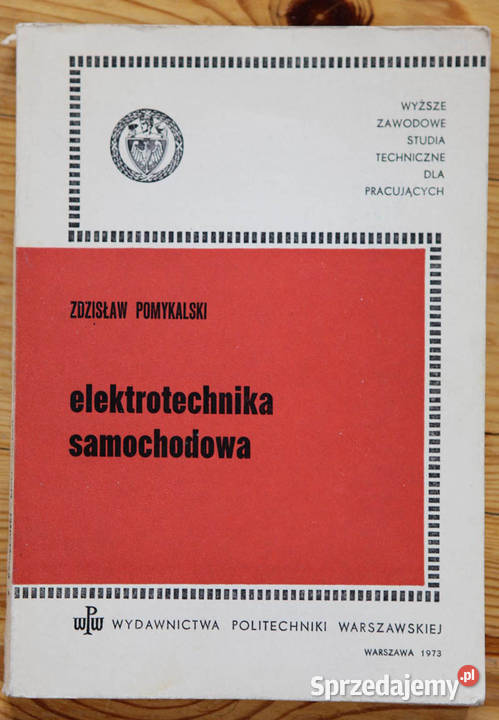 WYŻSZE
ZAWODOWE
STUDIA
TECHNICZNE
DLA
PRACUJĄCYCH
ZDZISŁAW POMYKALSKI
elektrotechnika
samochodowa
WPW WYDAWNICTWA POLITECHNIKI WARSZAWSKIEJ
WARSZAWA 1973
Sprzedajemy.pl